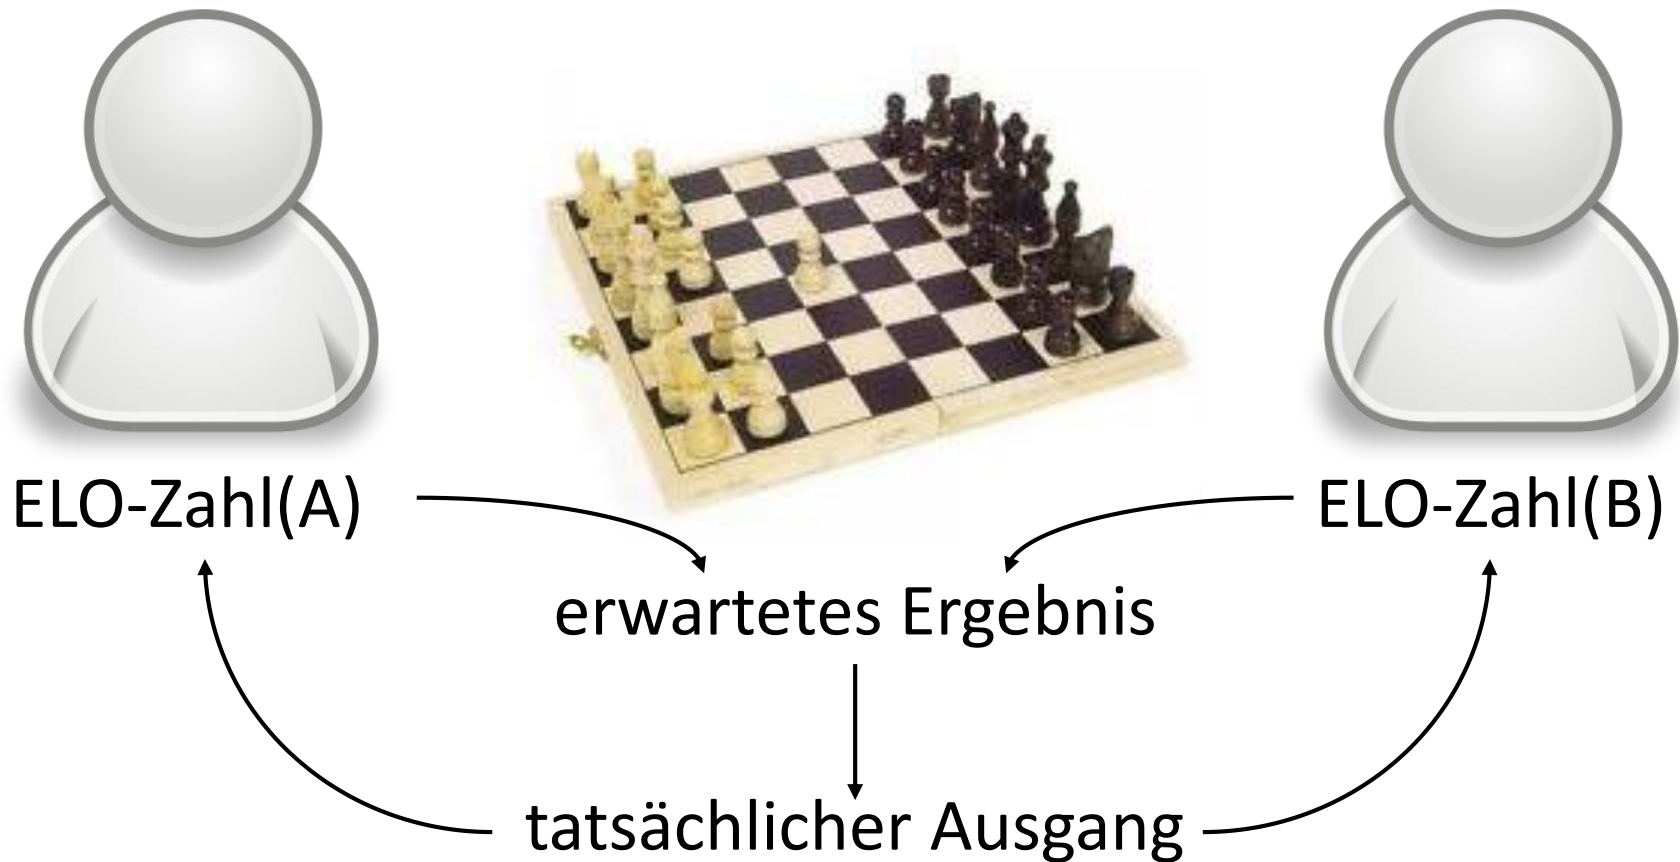 ELO-Zahl(A)
ELO-Zahl(B)
erwartetes Ergebnis
tatsächlicher Ausgang